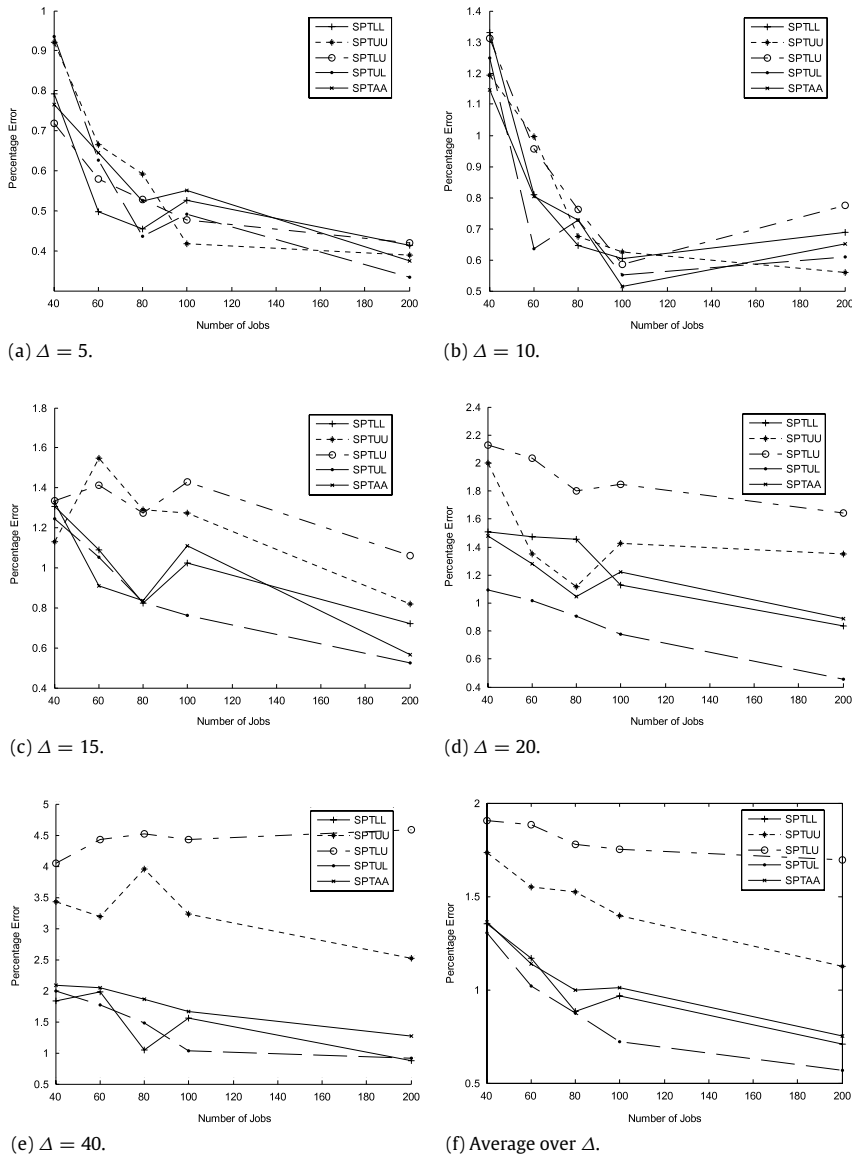 1
0.9
0.8
0.7
0.6
0.5
0.4
Percentage Error
SPTLL
SPTUU
SPTLU
SPTUL
SPTAA
40 60 80 100 120 140 160 180 200
Number of Jobs
(a) Δ = 5.
1.4
1.3
1.2
1.1
1
0.9
0.8
0.7
0.6
0.5
Percentage Error
SPTLL
SPTUU
SPTLU
SPTUL
SPTAA
40 60 80 100 120 140 160 180 200
Number of Jobs
(b) Δ = 10.
1.8
1.6
1.4
1.2
1
0.8
0.6
0.4
Percentage Error
SPTLL
SPTUU
SPTLU
SPTUL
SPTAA
40 60 80 100 120 140 160 180 200
Number of Jobs
(c) Δ = 15.
2.4
2.2
2
1.8
1.6
1.4
1.2
1
0.8
0.6
0.4
Percentage Error
SPTLL
SPTUU
SPTLU
SPTUL
SPTAA
40 60 80 100 120 140 160 180 200
Number of Jobs
(d) Δ = 20.
5
4.5
4
3.5
3
2.5
2
1.5
1
0.5
Percentage Error
SPTLL
SPTUU
SPTLU
SPTUL
SPTAA
40 60 80 100 120 140 160 180 200
Number of Jobs
(e) Δ = 40.
2
1.5
1
0.5
Percentage Error
SPTLL
SPTUU
SPTLU
SPTUL
SPTAA
40 60 80 100 120 140 160 180 200
Number of Jobs
(f) Average over Δ.